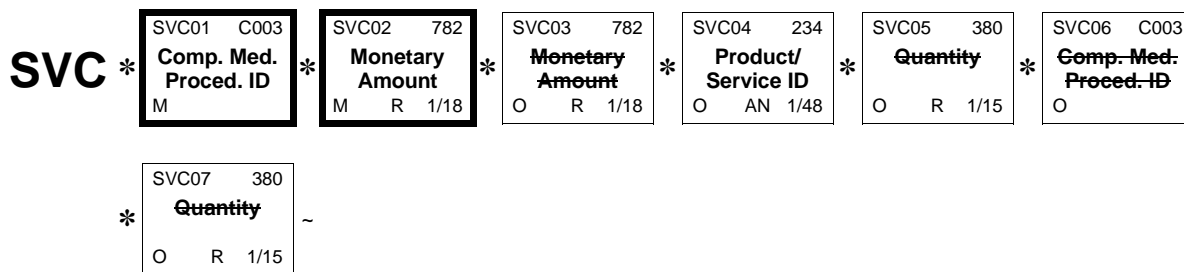 SVC * SVC01 C003 * SVC02 782 * SVC03 782 * SVC04 234 * SVC05 380 * SVC06 C003
Comp. Med. Monetary Monetary Product/ Quantity Comp. Med.
Proced. ID Amount Amount Service ID Proced. ID
M M R 1/18 O R 1/18 O AN 1/48 O R 1/15 O
* SVC07 380 ~
Quantity
O R 1/15